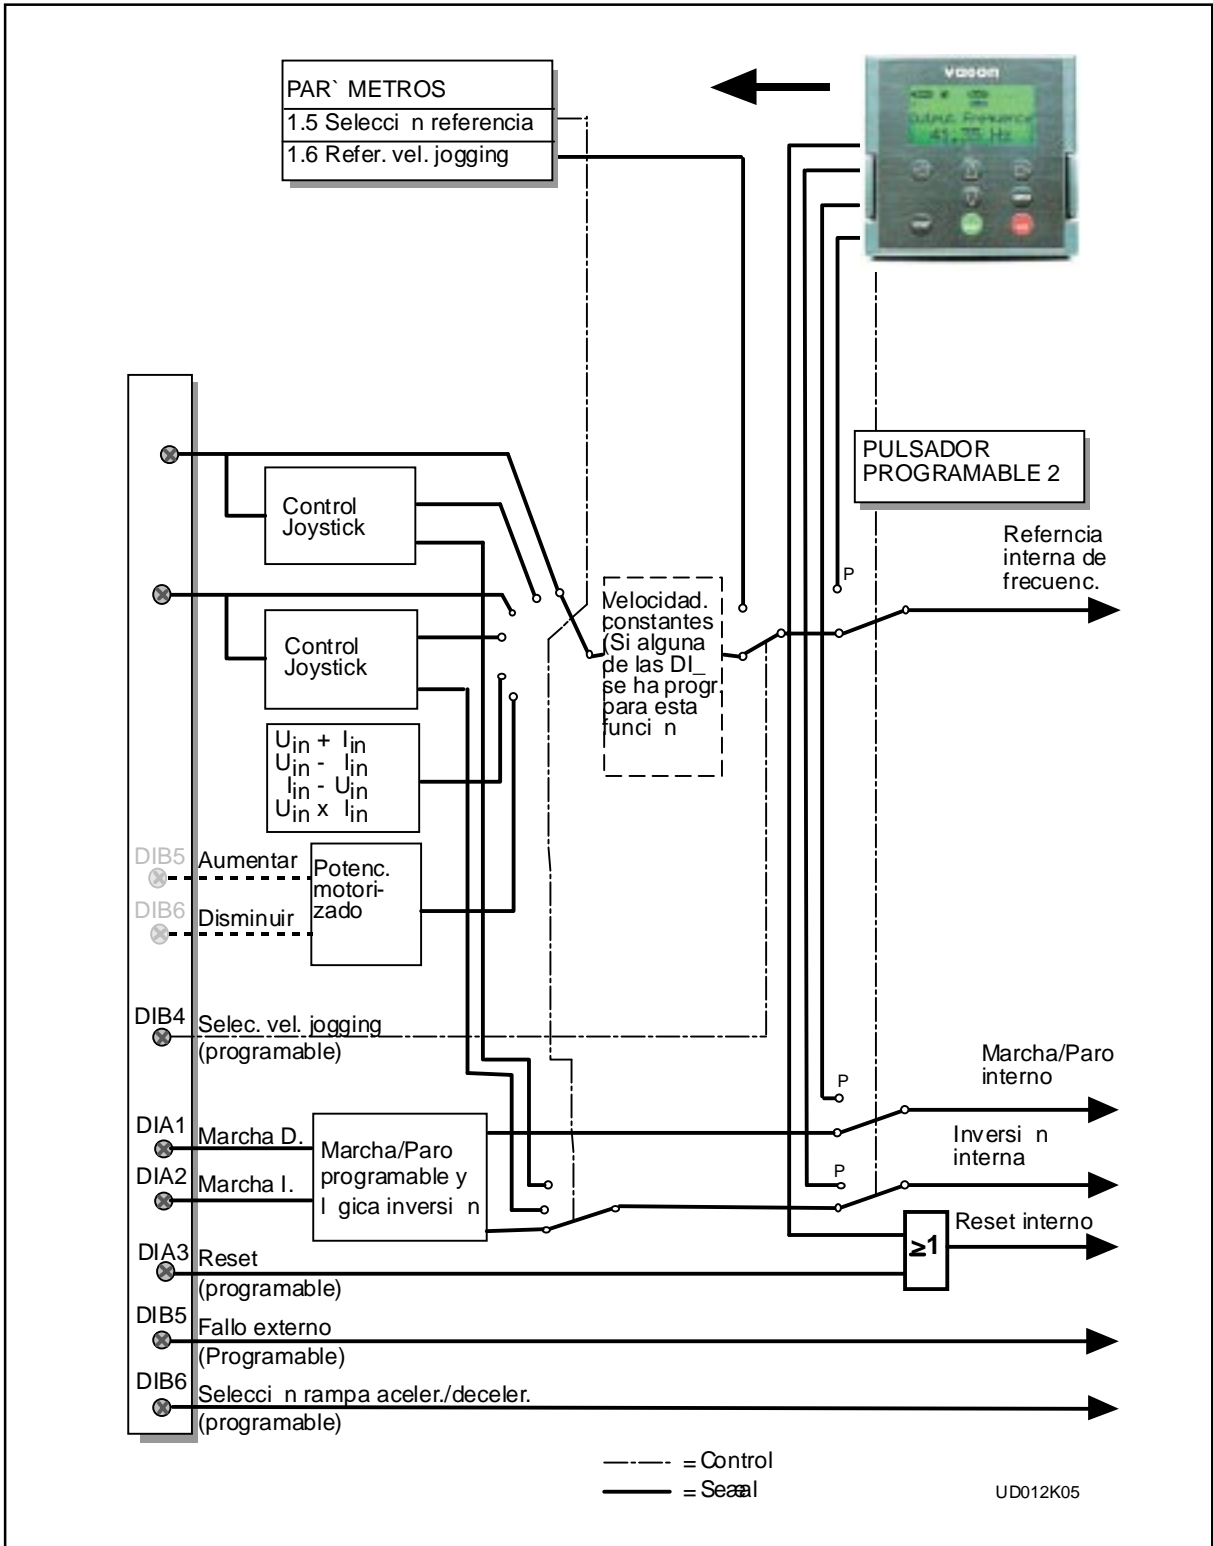 vacon
Output Frequence
41.75 Hz
PAR` METROS
1.5 Selecci n referencia
1.6 Refer. vel. jogging
PULSADOR
PROGRAMABLE 2
Control
Joystick
Referncia
interna de
frecuenc.
P
Velocidad.
constantes
(Si alguna
de las DI_
se ha progr.
para esta
funci n
Control
Joystick
Uin + Iin
Uin - Iin
Iin - Uin
Uin x Iin
DIB5
Aumentar
Potenc.
motori-
zado
DIB6
Disminuir
DIB4
Selec. vel. jogging
(programable)
Marcha/Paro
interno
P
DIA1
Marcha D.
Marcha/Paro
programable y
l gica inversi n
DIA2
Marcha I.
Inversi n
interna
P
Reset interno
≥1
DIA3
Reset
(programable)
DIB5
Fallo externo
(Programable)
DIB6
Selecci n rampa aceler./deceler.
(programable)
= Control
= Seæal
UD012K05